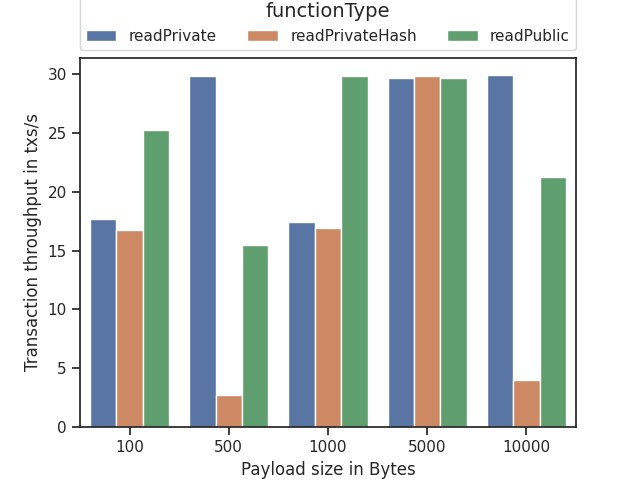 functionType
readPrivate readPrivateHash readPublic
30
25
20
15
10
5
0
Transaction throughput in txs/s
100 500 1000 5000 10000
Payload size in Bytes